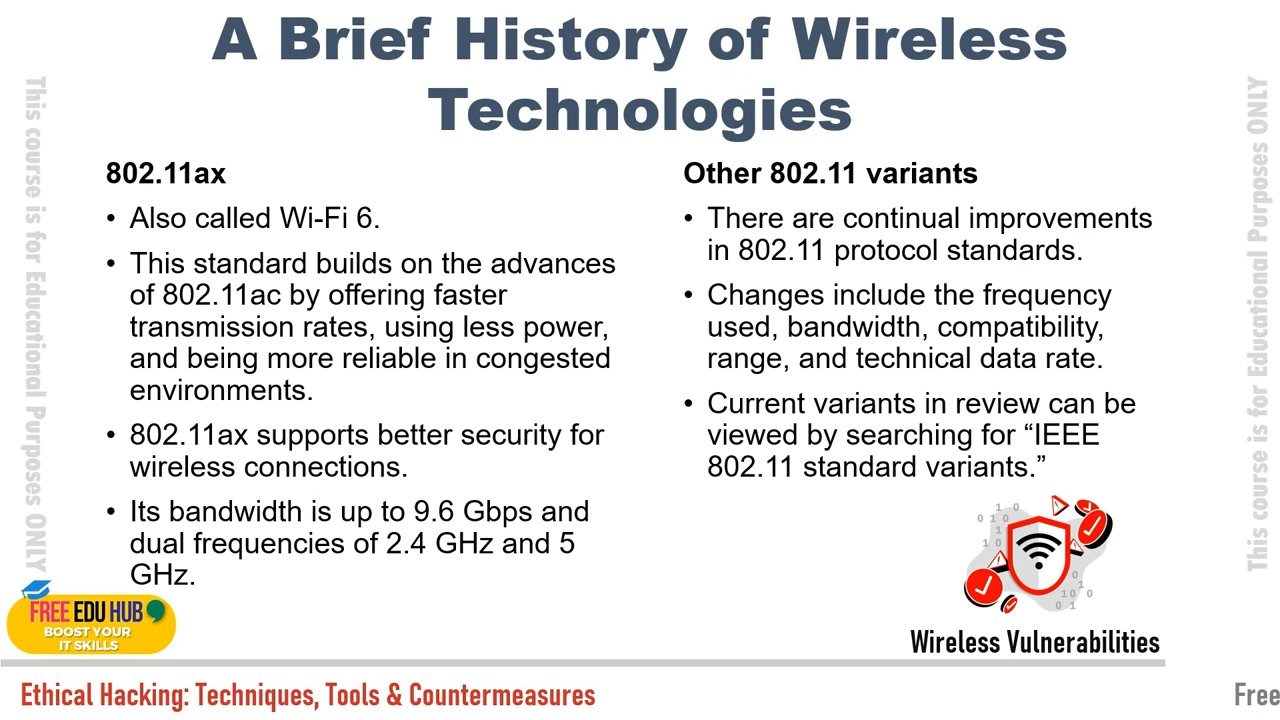 A Brief History of Wireless
Technologies
This course is for Educational Purposes ONLY
802.11ax
• Also called Wi-Fi 6.
• This standard builds on the advances
of 802.11ac by offering faster
transmission rates, using less power,
and being more reliable in congested
environments.
• 802.11ax supports better security for
wireless connections.
• Its bandwidth is up to 9.6 Gbps and
dual frequencies of 2.4 GHz and 5
GHz.
Other 802.11 variants
• There are continual improvements
in 802.11 protocol standards.
• Changes include the frequency
used, bandwidth, compatibility,
range, and technical data rate.
• Current variants in review can be
viewed by searching for “IEEE
802.11 standard variants.”
This course is for Educational Purposes ONLY
FREE EDU HUB
BOOST YOUR
IT SKILLS
Wireless Vulnerabilities
Ethical Hacking: Techniques, Tools & Countermeasures
Free